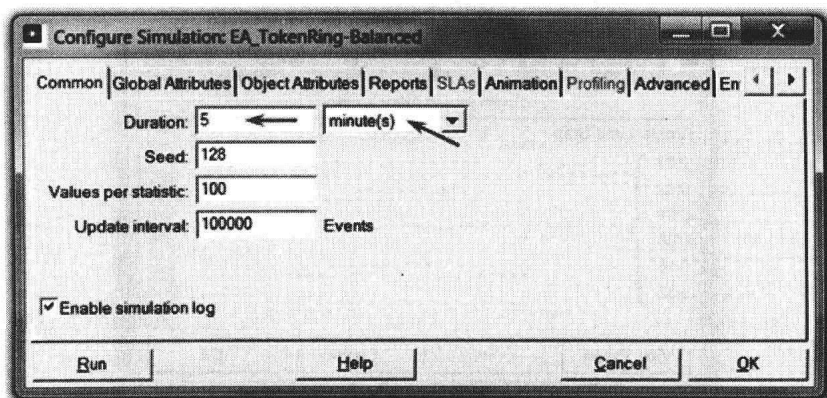 Configure Simulation: EA_TokenRing-Balanced
Common Global Attributes Object Attributes Reports SLAs Animation Profiling Advanced
Duration: 5 minute(s)
Seed: 128
Values per statistic: 100
Update interval: 100000 Events
Enable simulation log
Run Help Cancel OK